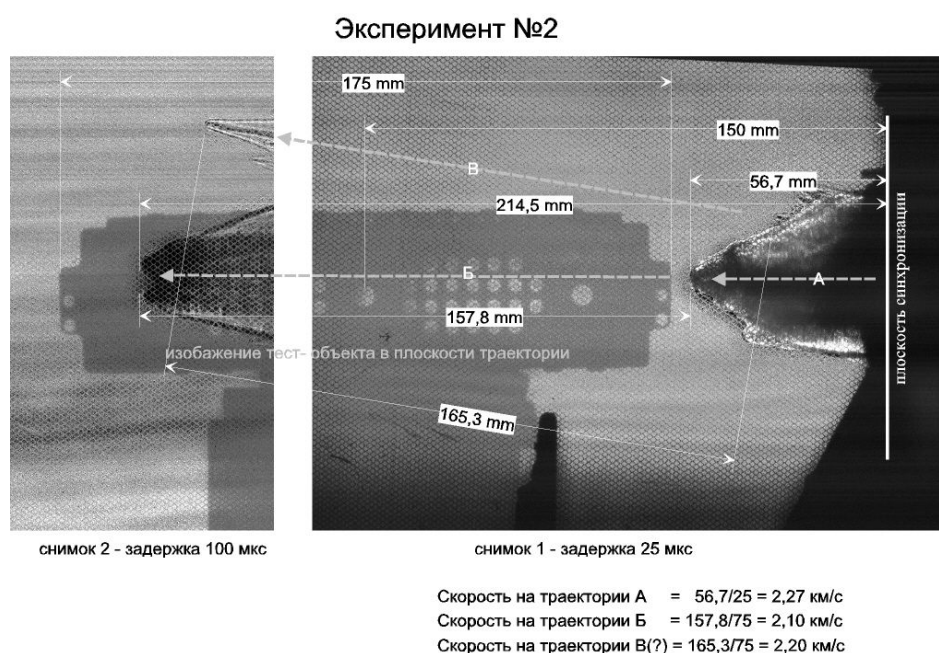 Эксперимент №2
175 mm
150 mm
В
56,7 mm
214,5 mm
Б
А
157,8 mm
изобажение тест- объекта в плоскости траектории
165,3 mm
плоскость синхронизации
снимок 2 - задержка 100 мкс
снимок 1 - задержка 25 мкс
Скорость на траектории А = 56,7/25 = 2,27 км/с
Скорость на траектории Б = 157,8/75 = 2,10 км/с
Скорость на траектории В(?) = 165,3/75 = 2,20 км/с